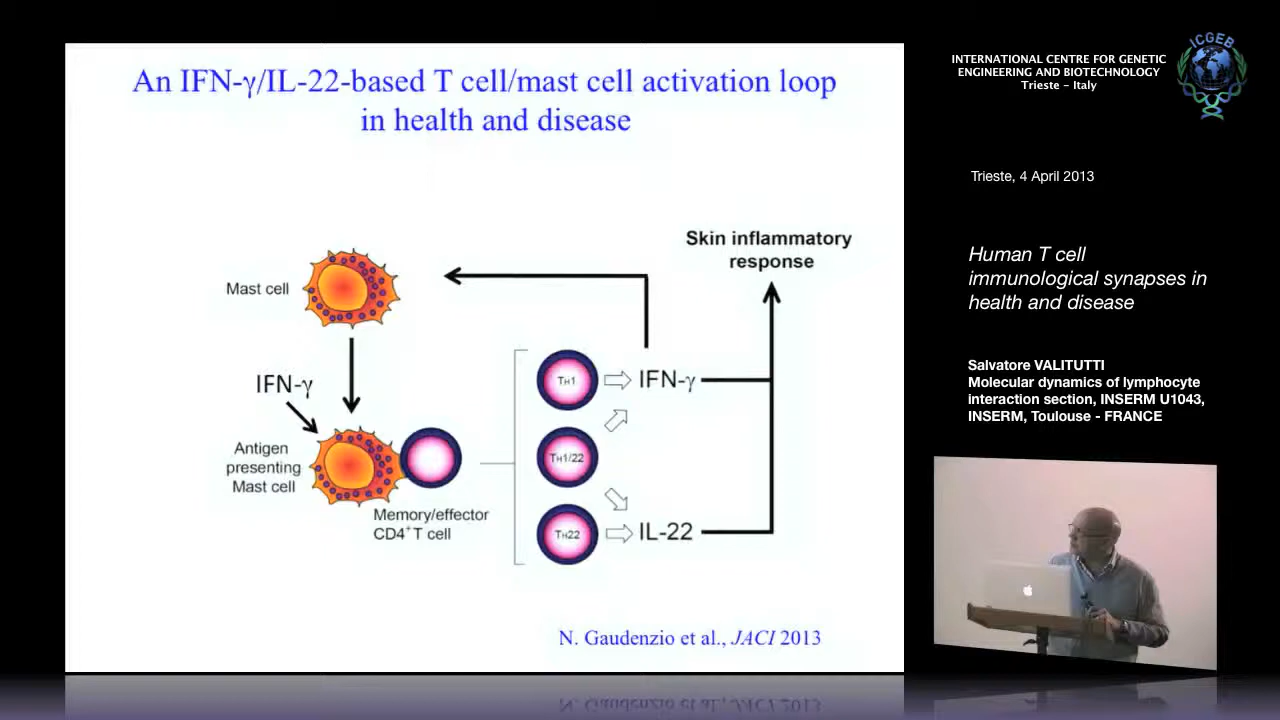 An IFN-γ/IL-22-based T cell/mast cell activation loop
in health and disease
Skin inflammatory
response
Mast cell
IFN-γ
Antigen
presenting
Mast cell
Memory/effector
CD4⁺T cell
TH1
IFN-γ
TH1/22
TH22
IL-22
N. Gaudenzio et al., JACI 2013
INTERNATIONAL CENTRE FOR GENETIC
ENGINEERING AND BIOTECHNOLOGY
Trieste - Italy
ICGEB
Trieste, 4 April 2013
Human T cell
immunological synapses in
health and disease
Salvatore VALITUTTI
Molecular dynamics of lymphocyte
interaction section, INSERM U1043,
INSERM, Toulouse - FRANCE